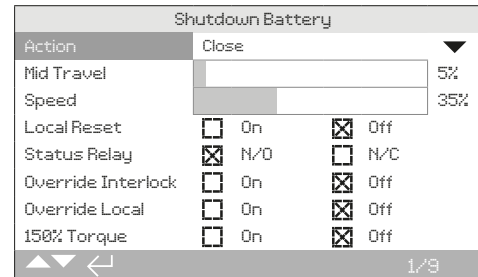 Shutdown Battery
Action Close
Mid Travel 5%
Speed 35%
Local Reset On Off
Status Relay N/O N/C
Override Interlock On Off
Override Local On Off
150% Torque On Off
1/9